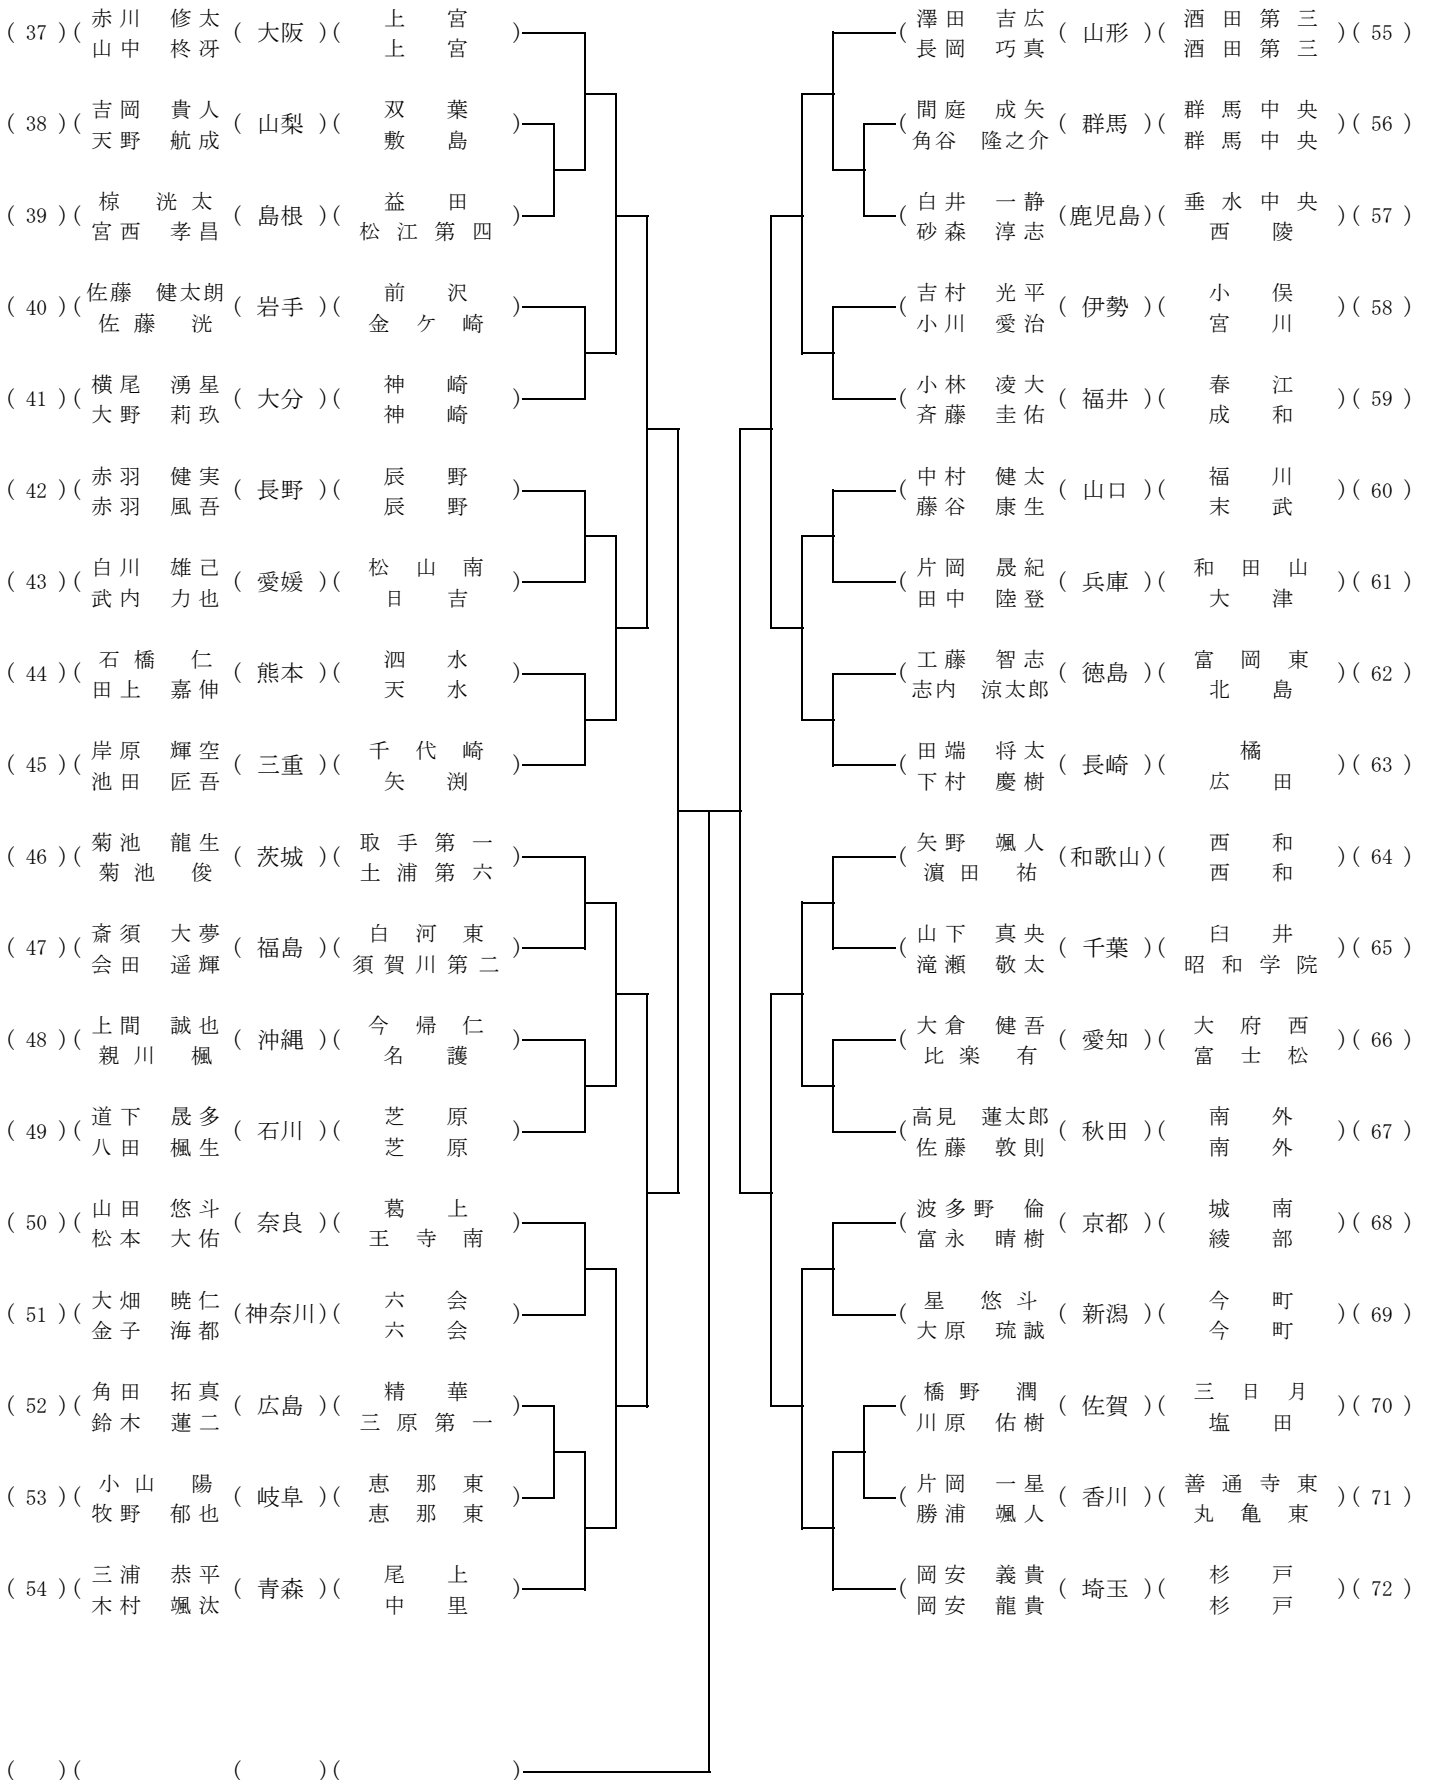 (37)(赤川 修太 (大阪)(上宮)
山中 柊冴 上宮
(38)(吉岡 貴人 (山梨)(双葉)
天野 航成 敷島
(39)(椋 洸太 (島根)(益田)
宮西 孝昌 松江第四
(40)(佐藤 健太朗 (岩手)(前沢)
佐藤 洸 金ケ崎
(41)(横尾 湧星 (大分)(神崎)
大野 莉玖 神崎
(42)(赤羽 健実 (長野)(辰野)
赤羽 風吾 辰野
(43)(白川 雄己 (愛媛)(松山南)
武内 力也 日吉
(44)(石橋 仁 (熊本)(泗水)
田上 嘉伸 天水
(45)(岸原 輝空 (三重)(千代崎)
池田 匠吾 矢渕
(46)(菊池 龍生 (茨城)(取手第一)
菊池 俊 土浦第六
(47)(斎須 大夢 (福島)(白河東)
会田 遥輝 須賀川第二
(48)(上間 誠也 (沖縄)(今帰仁)
親川 楓 名護
(49)(道下 晟多 (石川)(芝原)
八田 楓生 芝原
(50)(山田 悠斗 (奈良)(葛上)
松本 大佑 王寺南
(51)(大畑 暁仁 (神奈川)(六会)
金子 海都 六会
(52)(角田 拓真 (広島)(精華)
鈴木 蓮二 三原第一
(53)(小山 陽 (岐阜)(恵那東)
牧野 郁也 恵那東
(54)(三浦 恭平 (青森)(尾上)
木村 颯汰 中里
( )( ( )( )
(澤田 吉広 (山形)(酒田第三)(55)
長岡 巧真 酒田第三
(間庭 成矢 (群馬)(群馬中央)(56)
角谷 隆之介 群馬中央
(白井 一静 (鹿児島)(垂水中央)(57)
砂森 淳志 西陵
(吉村 光平 (伊勢)(小俣)(58)
小川 愛治 宮川
(小林 凌大 (福井)(春江)(59)
斉藤 圭佑 成和
(中村 健太 (山口)(福川)(60)
藤谷 康生 末武
(片岡 晟紀 (兵庫)(和田山)(61)
田中 陸登 大津
(工藤 智志 (徳島)(富岡東)(62)
志内 涼太郎 北島
(田端 将太 (長崎)(橘)(63)
下村 慶樹 広田
(矢野 颯人 (和歌山)(西和)(64)
濵田 祐 西和
(山下 真央 (千葉)(臼井)(65)
滝瀬 敬太 昭和学院
(大倉 健吾 (愛知)(大府西)(66)
比楽 有 富士松
(高見 蓮太郎 (秋田)(南外)(67)
佐藤 敦則 南外
(波多野 倫 (京都)(城南)(68)
富永 晴樹 綾部
(星 悠斗 (新潟)(今町)(69)
大原 琉誠 今町
(橋野 潤 (佐賀)(三日月)(70)
川原 佑樹 塩田
(片岡 一星 (香川)(善通寺東)(71)
勝浦 颯人 丸亀東
(岡安 義貴 (埼玉)(杉戸)(72)
岡安 龍貴 杉戸